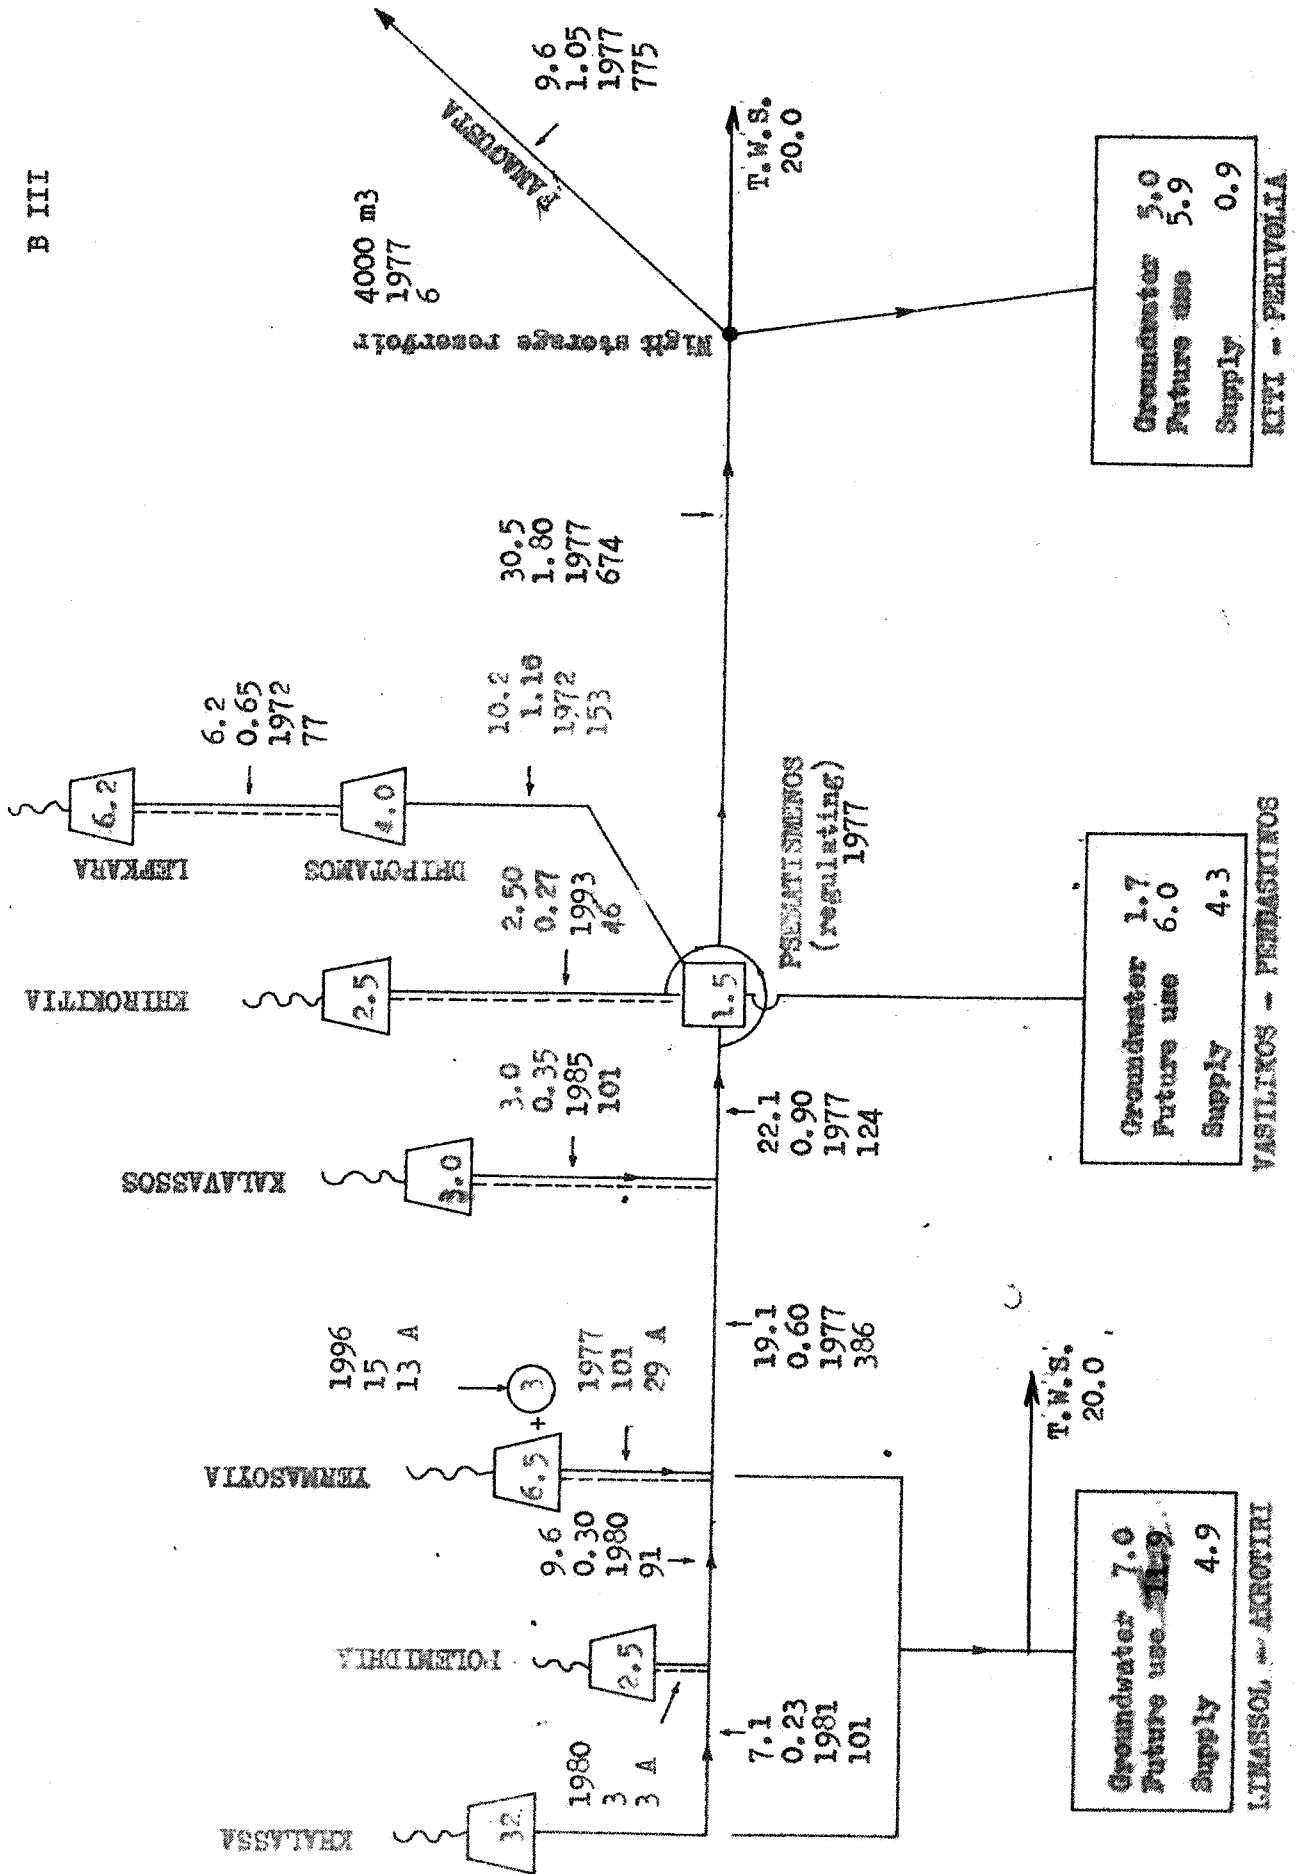 B III
KHALASSA
32
1980
3
3 A
7.1
0.23
1981
101
POLEMIDHIA
2.5
9.6
0.30
1980
91
YERMASOYIA
6.5
+
3
1996
15
13 A
1977
101
29 A
19.1
0.60
1977
386
KALAVASSOS
3.0
3.0
0.35
1985
101
22.1
0.90
1977
124
KHIROKITIA
2.5
2.50
0.27
1993
46
LEFKARA
6.2
6.2
0.65
1972
77
DHIPOTAMOS
4.0
10.2
1.10
1972
153
1.5
PSEMATISMENOS
(regulating)
1977
30.5
1.80
1977
674
4000 m3
1977
6
Night storage reservoir
FAMAGUSTA
9.6
1.05
1977
775
T.W.S.
20.0
T.W.S.
20.0
Groundwater 7.0
Future use 11.9
Supply 4.9
LIMASSOL - AKROTIRI
Groundwater 1.7
Future use 6.0
Supply 4.3
VASILIKOS - PENDASKINOS
Groundwater 5.0
Future use 5.9
Supply 0.9
KITI - PERIVOLIA